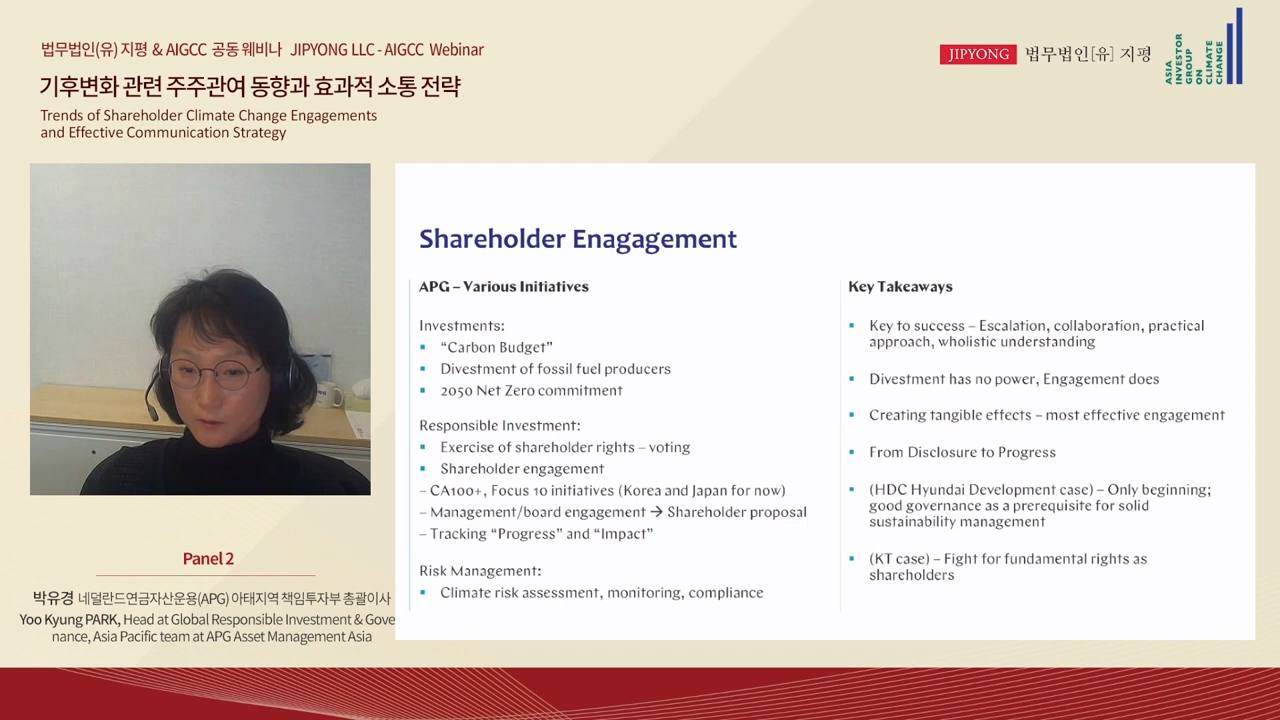 법무법인(유) 지평 & AIGCC 공동 웨비나 JIPYONG LLC - AIGCC Webinar
기후변화 관련 주주관여 동향과 효과적 소통 전략
Trends of Shareholder Climate Change Engagements
and Effective Communication Strategy
JIPYONG 법무법인[유] 지평
ASIA
INVESTOR
GROUP
ON
CLIMATE
CHANGE
Shareholder Enagagement
APG – Various Initiatives
Investments:
▪ “Carbon Budget”
▪ Divestment of fossil fuel producers
▪ 2050 Net Zero commitment
Responsible Investment:
▪ Exercise of shareholder rights – voting
▪ Shareholder engagement
– CA100+, Focus 10 initiatives (Korea and Japan for now)
– Management/board engagement → Shareholder proposal
– Tracking “Progress” and “Impact”
Risk Management:
▪ Climate risk assessment, monitoring, compliance
Key Takeaways
▪ Key to success – Escalation, collaboration, practical
approach, wholistic understanding
▪ Divestment has no power, Engagement does
▪ Creating tangible effects – most effective engagement
▪ From Disclosure to Progress
▪ (HDC Hyundai Development case) – Only beginning;
good governance as a prerequisite for solid
sustainability management
▪ (KT case) – Fight for fundamental rights as
shareholders
Panel 2
박유경 네덜란드연금자산운용(APG) 아태지역 책임투자부 총괄이사
Yoo Kyung PARK, Head at Global Responsible Investment & Gove
nance, Asia Pacific team at APG Asset Management Asia